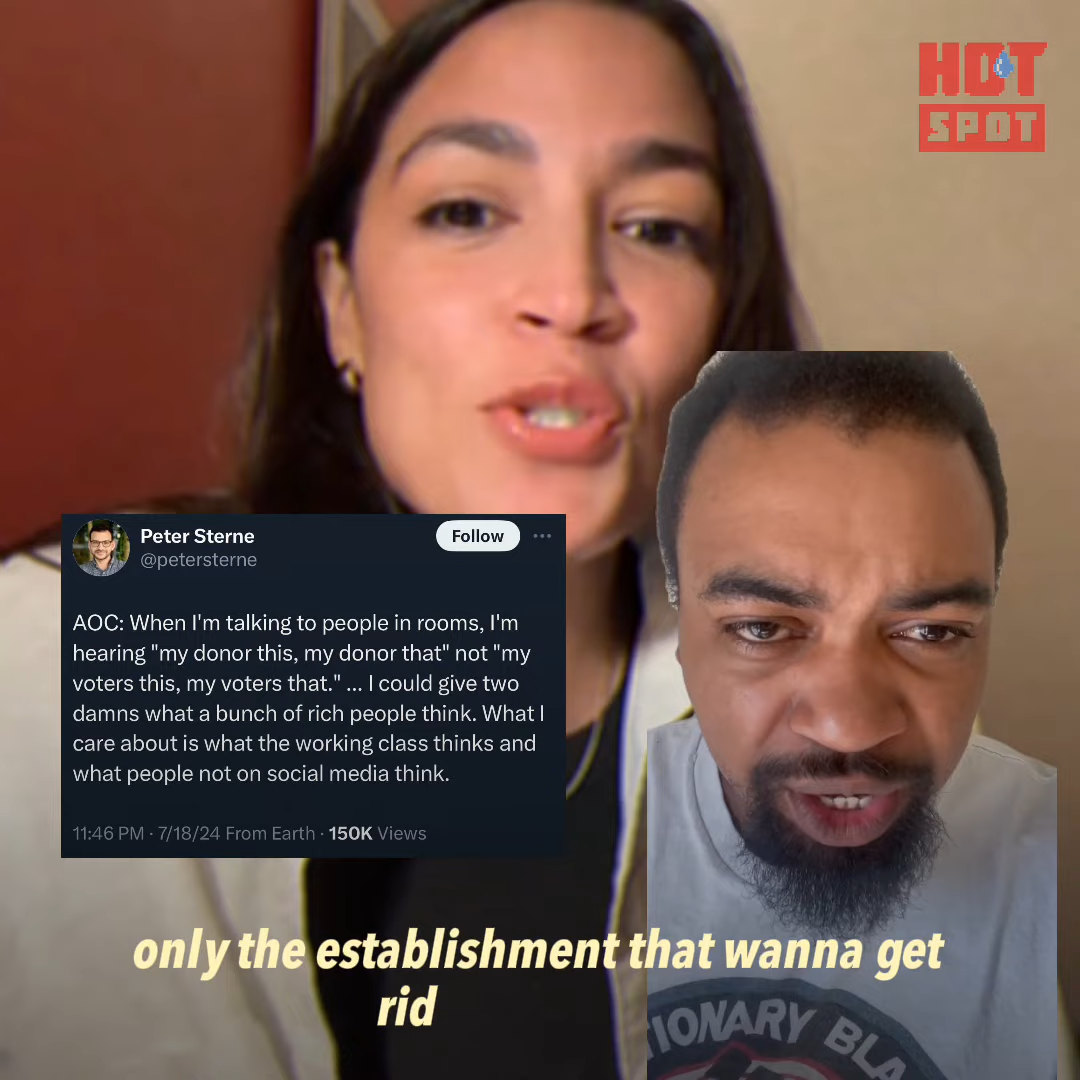 HOT
SPOT
Peter Sterne
Follow
@petersterne
AOC: When I'm talking to people in rooms, I'm
hearing "my donor this, my donor that" not "my
voters this, my voters that." ... I could give two
damns what a bunch of rich people think. What I
care about is what the working class thinks and
what people not on social media think.
11:46 PM · 7/18/24 From Earth · 150K Views
only the establishment that wanna get
rid
TIONARY BLA